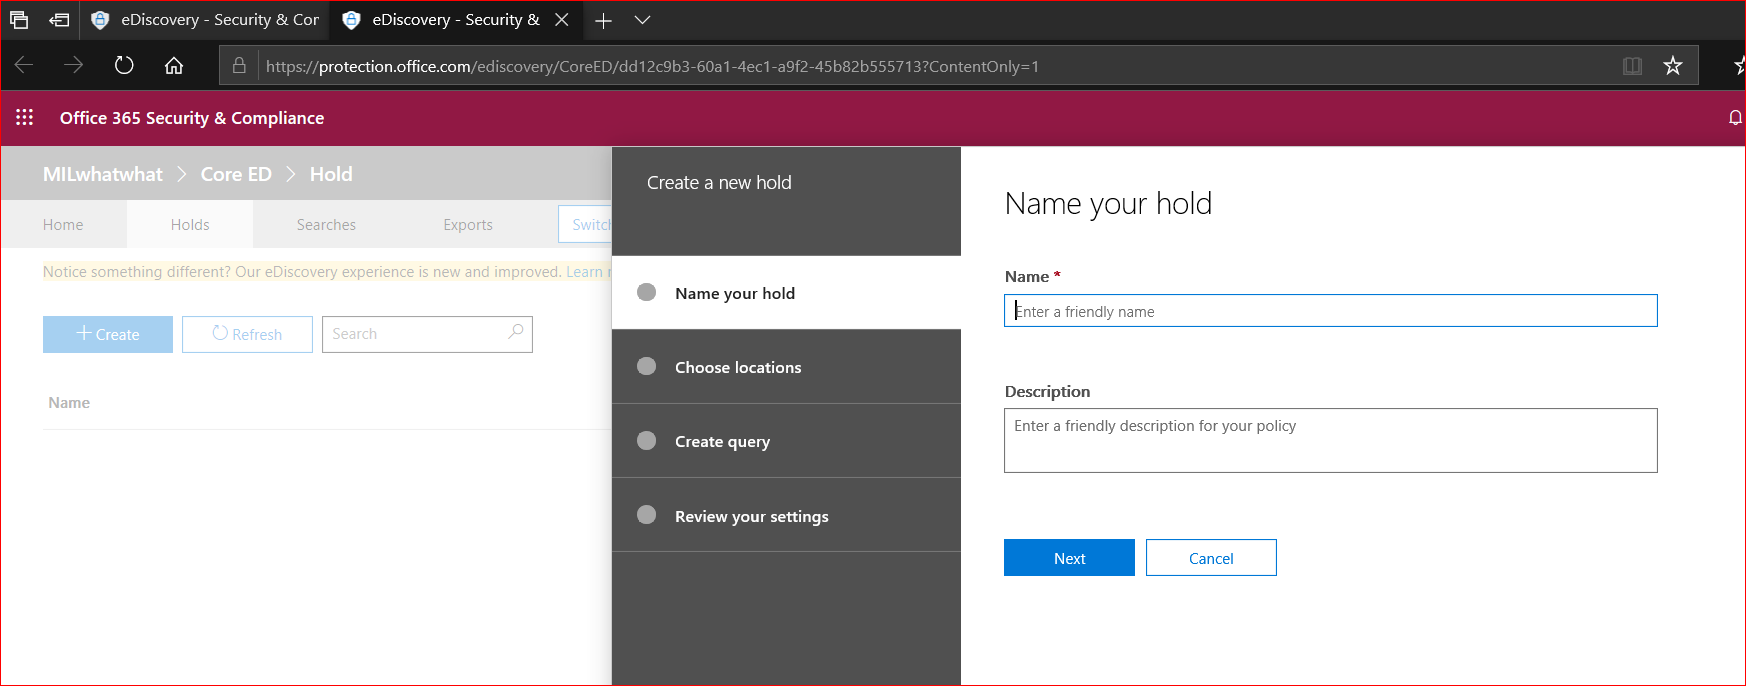 eDiscovery - Security & Cor
eDiscovery - Security &
https://protection.office.com/ediscovery/CoreED/dd12c9b3-60a1-4ec1-a9f2-45b82b555713?ContentOnly=1
Office 365 Security & Compliance
MILwhatwhat > Core ED > Hold
Home Holds Searches Exports Switch
Notice something different? Our eDiscovery experience is new and improved. Learn
+ Create Refresh Search
Name
Create a new hold
Name your hold
Choose locations
Create query
Review your settings
Name your hold
Name *
Enter a friendly name
Description
Enter a friendly description for your policy
Next Cancel